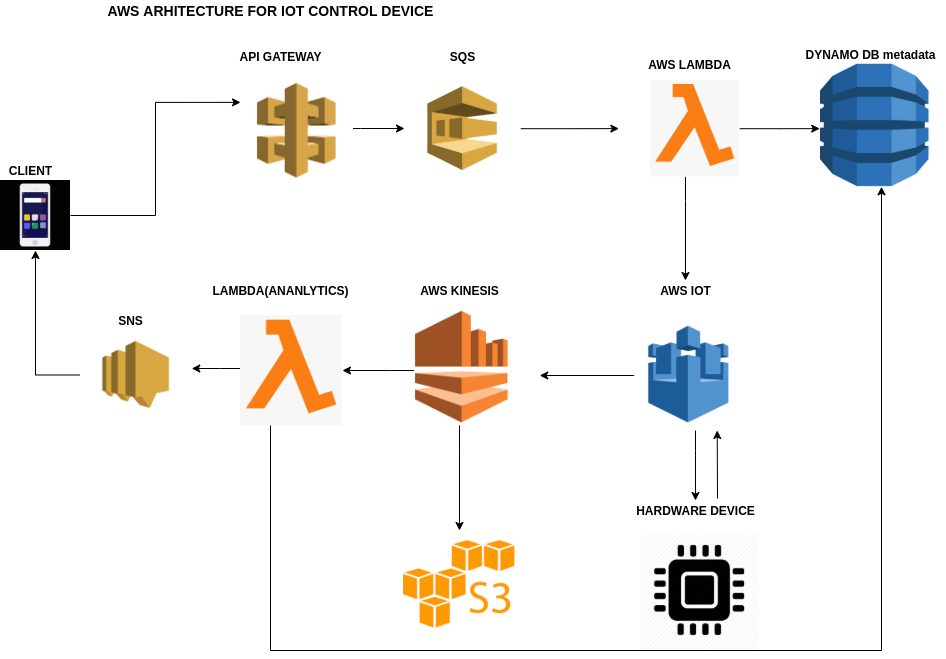 AWS ARHITECTURE FOR IOT CONTROL DEVICE
API GATEWAY
SQS
AWS LAMBDA
DYNAMO DB metadata
CLIENT
LAMBDA(ANANLYTICS)
AWS KINESIS
AWS IOT
SNS
HARDWARE DEVICE
S3